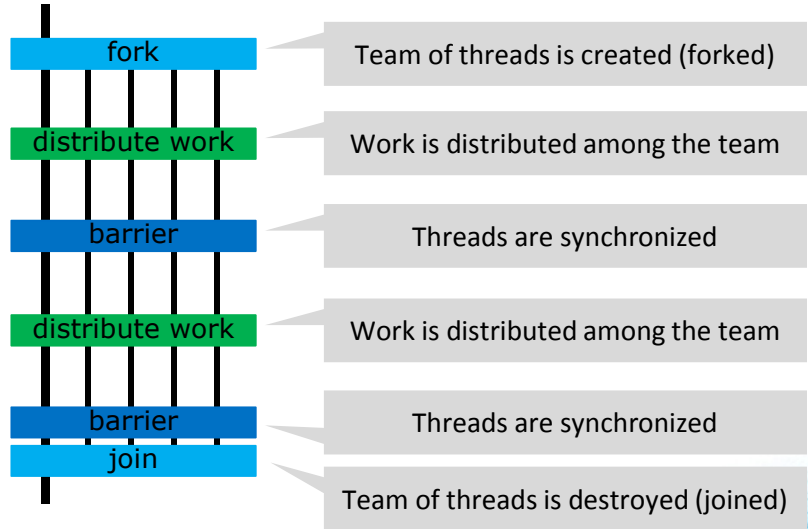 fork
Team of threads is created (forked)
distribute work
Work is distributed among the team
barrier
Threads are synchronized
distribute work
Work is distributed among the team
barrier
Threads are synchronized
join
Team of threads is destroyed (joined)